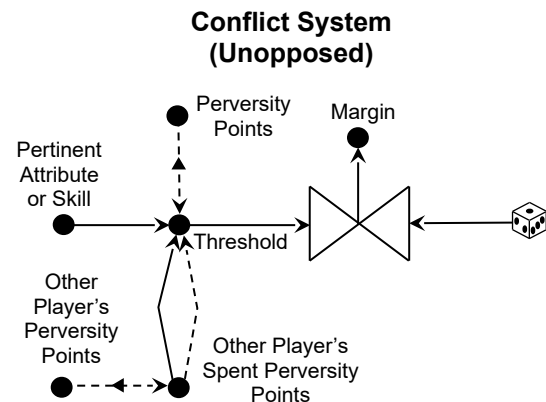 Conflict System
(Unopposed)
Perversity
Points
Margin
Pertinent
Attribute
or Skill
Threshold
Other
Player's
Perversity
Points
Other Player's
Spent Perversity
Points